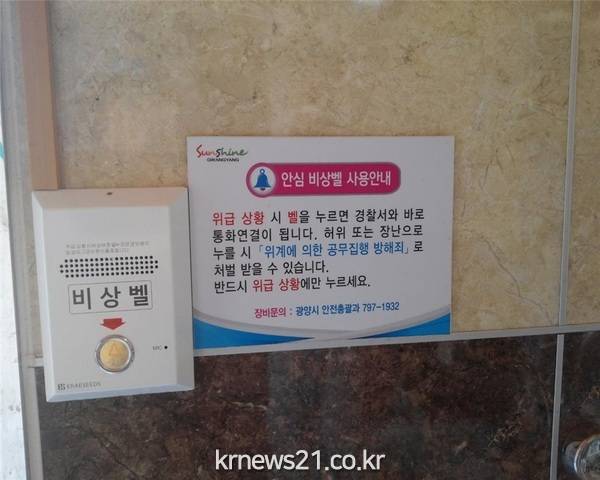 Sunshine
GWANGYANG
안심 비상벨 사용안내
위급 상황 시 벨을 누르면 경찰서와 바로
통화연결이 됩니다. 허위 또는 장난으로
누를 시 「위계에 의한 공무집행 방해죄」로
처벌 받을 수 있습니다.
반드시 위급 상황에만 누르세요.
장비문의 : 광양시 안전총괄과 797-1932
비상벨
MIC
krnews21.co.kr